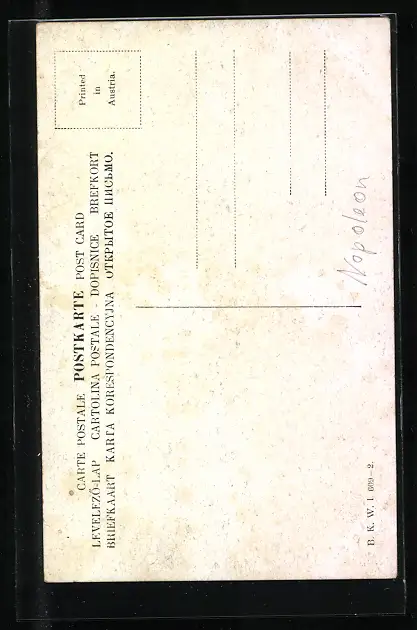 CARTE POSTALE POSTKARTE POST CARD
LEVELEZŐ-LAP CARTOLINA POSTALE DOPISNICE BREFKORT
BRIEFKAART KARTA KORESPONDENCYJNA ОТКРЫТОЕ ПИСЬМО.
Printed
in
Austria.
Napoleon
B. K. W. I. 609-2.